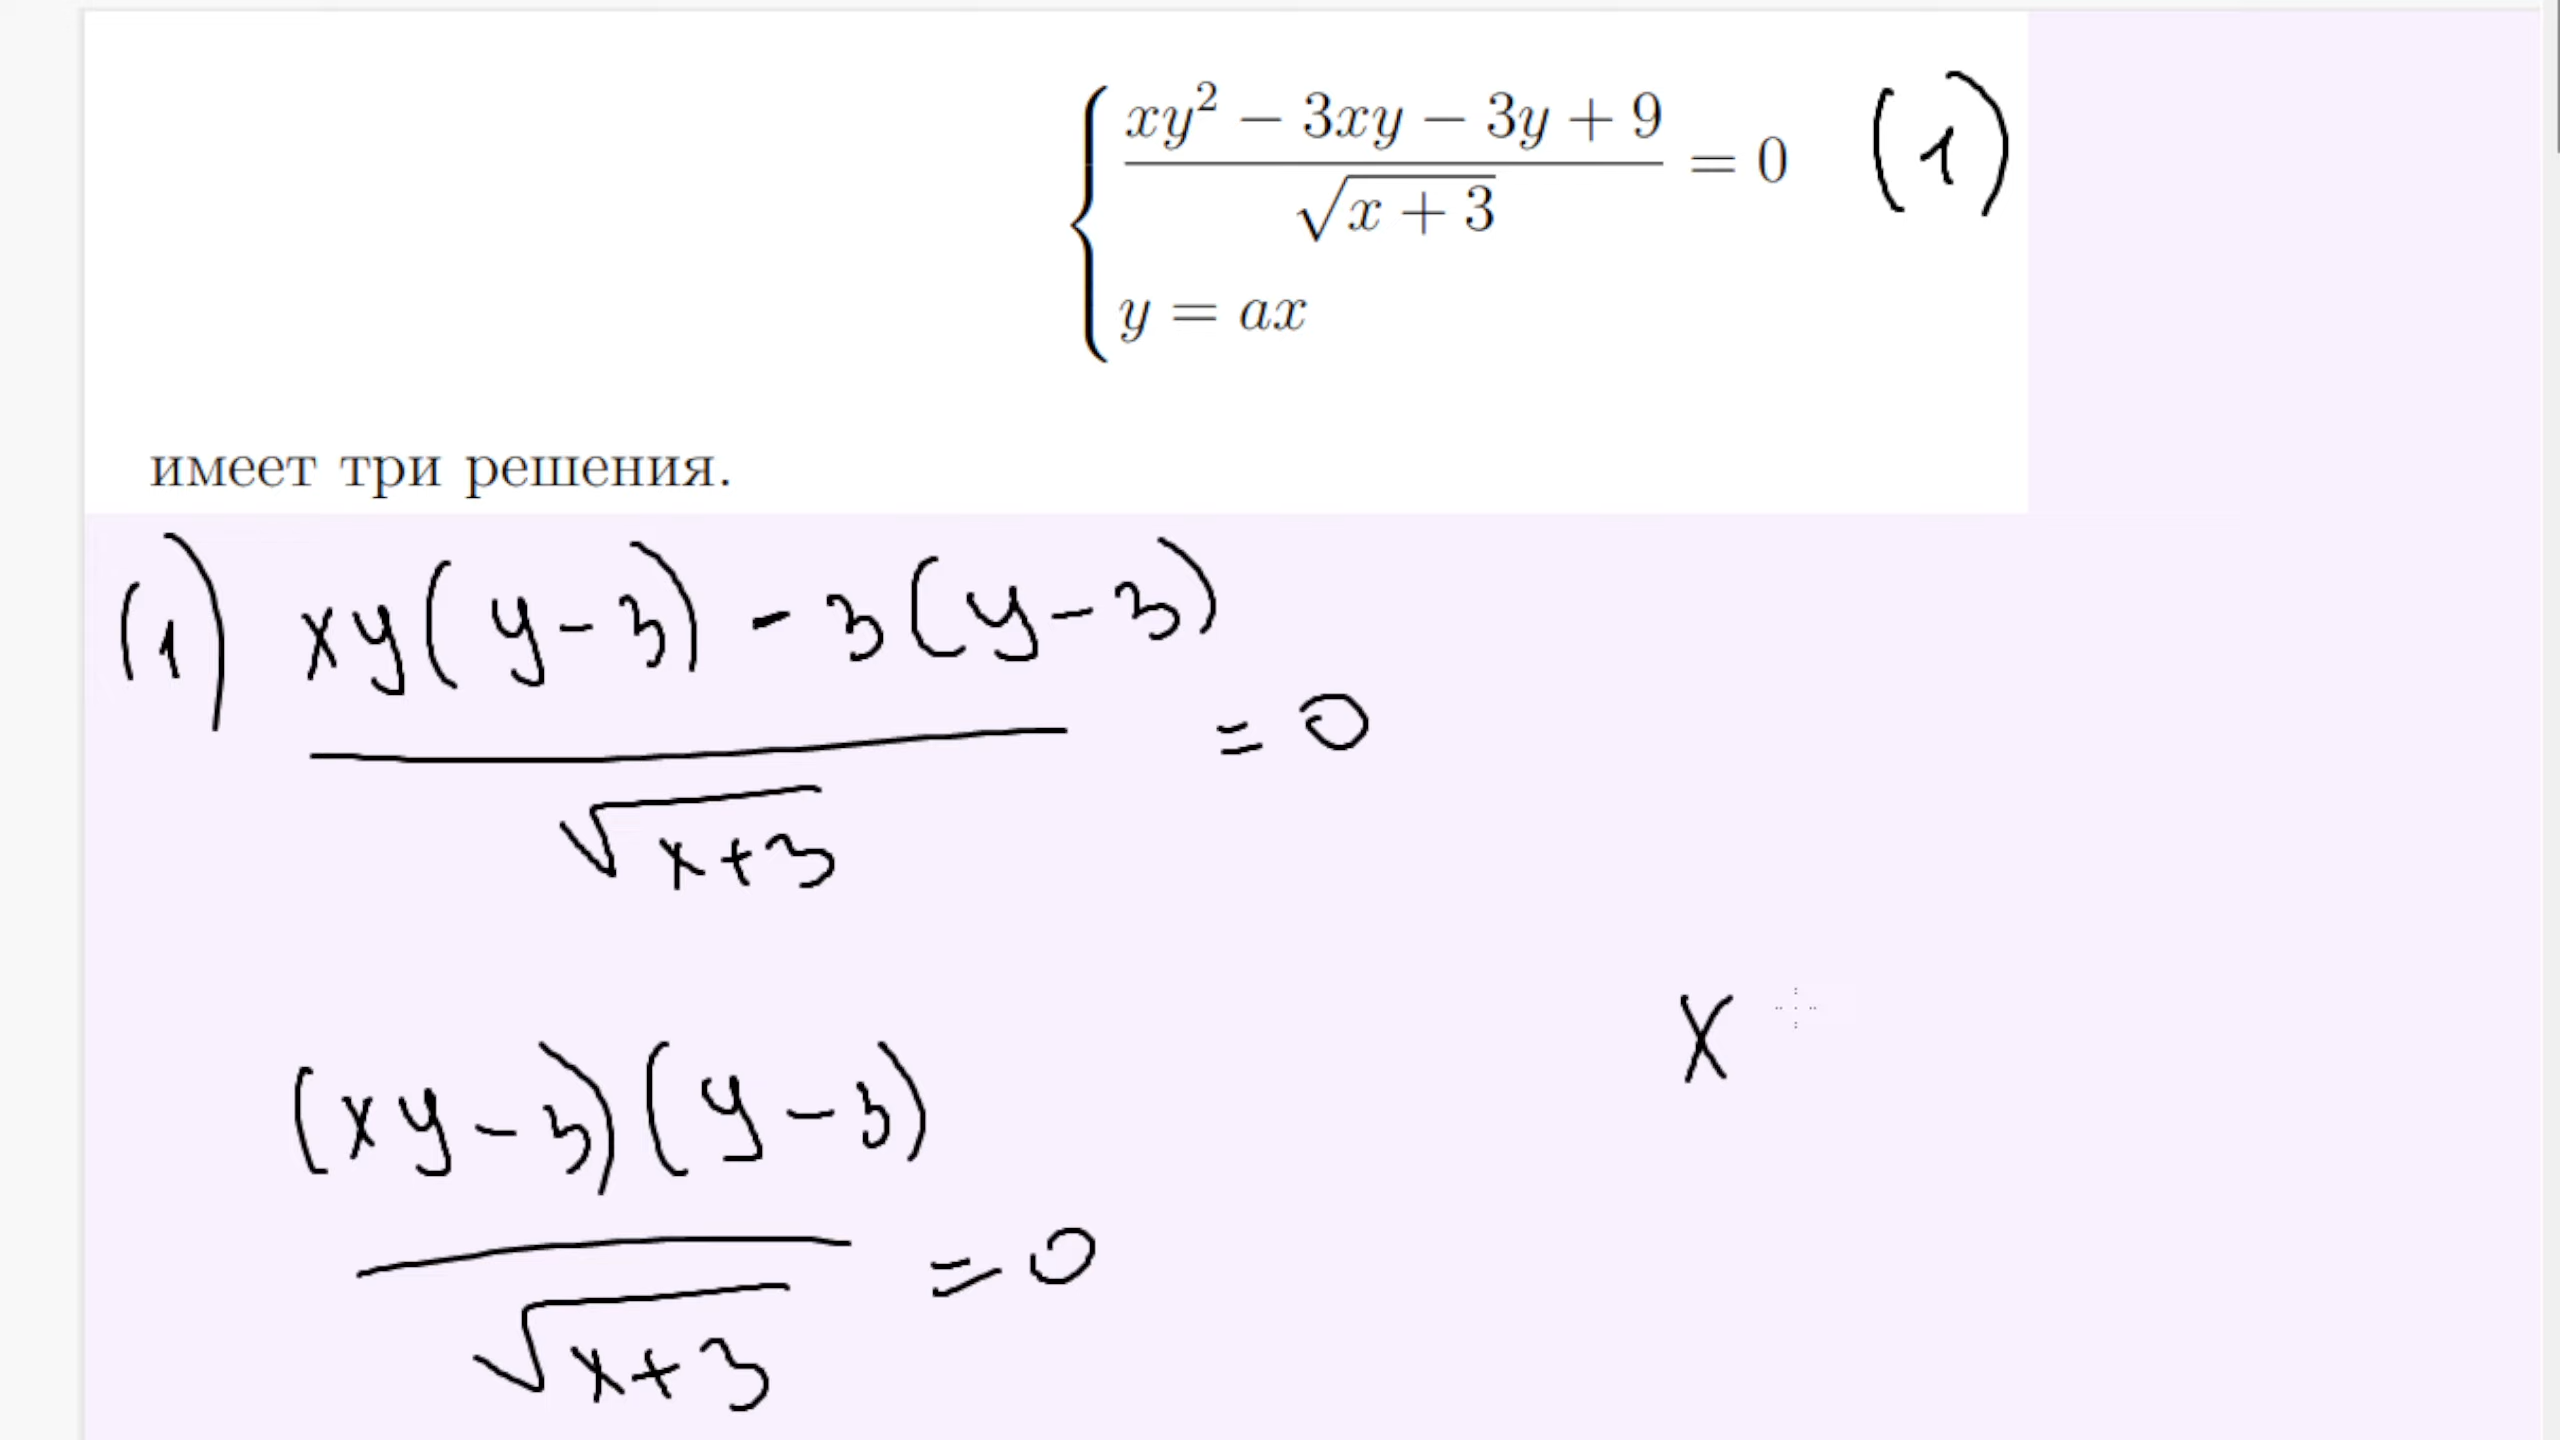 xy² − 3xy − 3y + 9 (1)
√x + 3 = 0
y = ax
имеет три решения.
(1) xy(y-3) - 3(y-3)
= 0
√x+3
x
(xy-3)(y-3)
= 0
√x+3